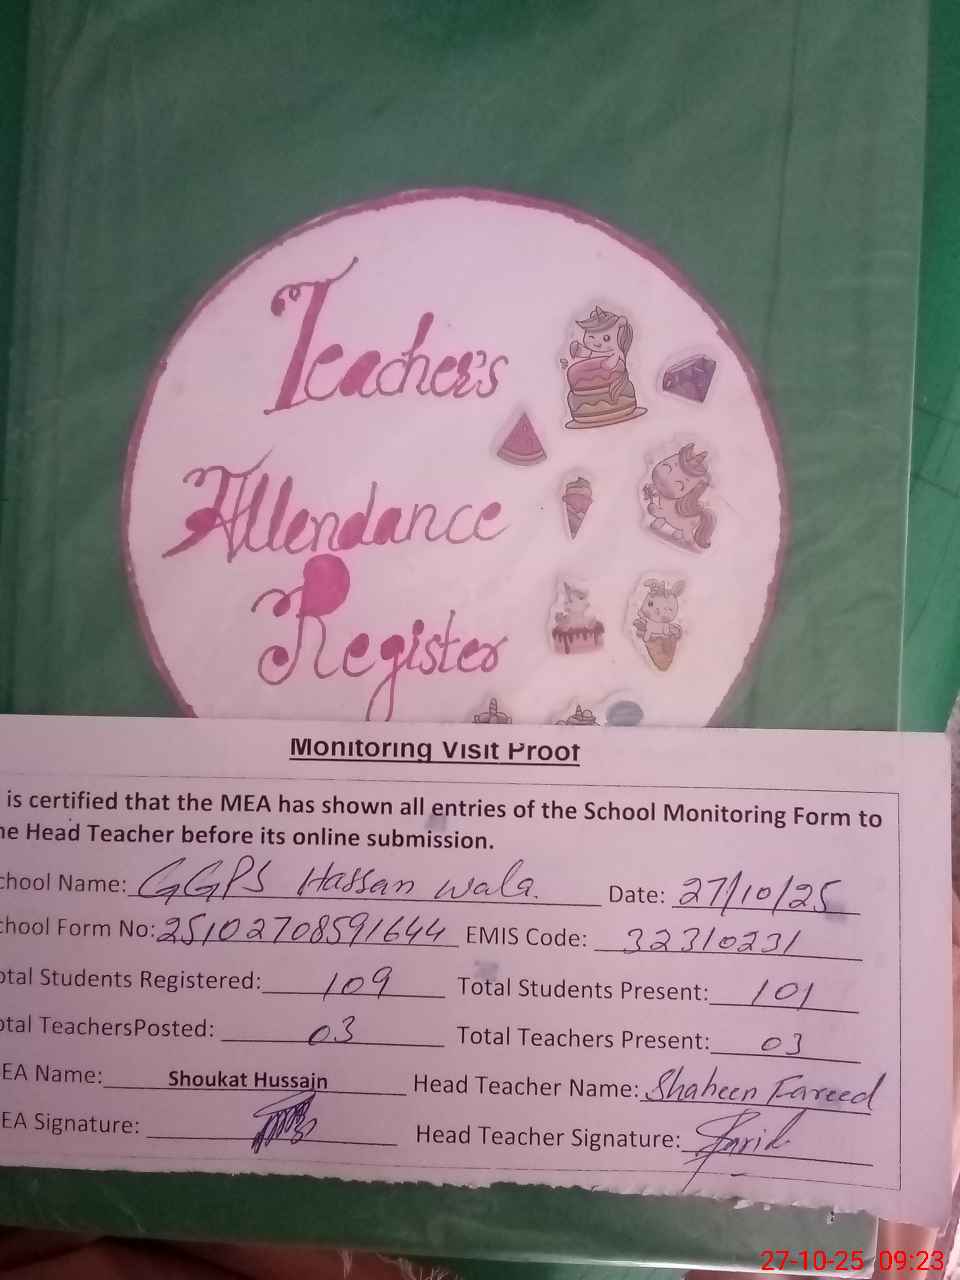 Teacher's
Attendance
Register
Monitoring Visit Proof
is certified that the MEA has shown all entries of the School Monitoring Form to
he Head Teacher before its online submission.
chool Name: GGPS Hassan wala. Date: 27/10/25
chool Form No: 25102708591644 EMIS Code: 32310231
otal Students Registered: 109 Total Students Present: 101
otal TeachersPosted: 03 Total Teachers Present: 03
EA Name: Shoukat Hussain Head Teacher Name: Shaheen Fareed
EA Signature: Head Teacher Signature:
27-10-25 09:23